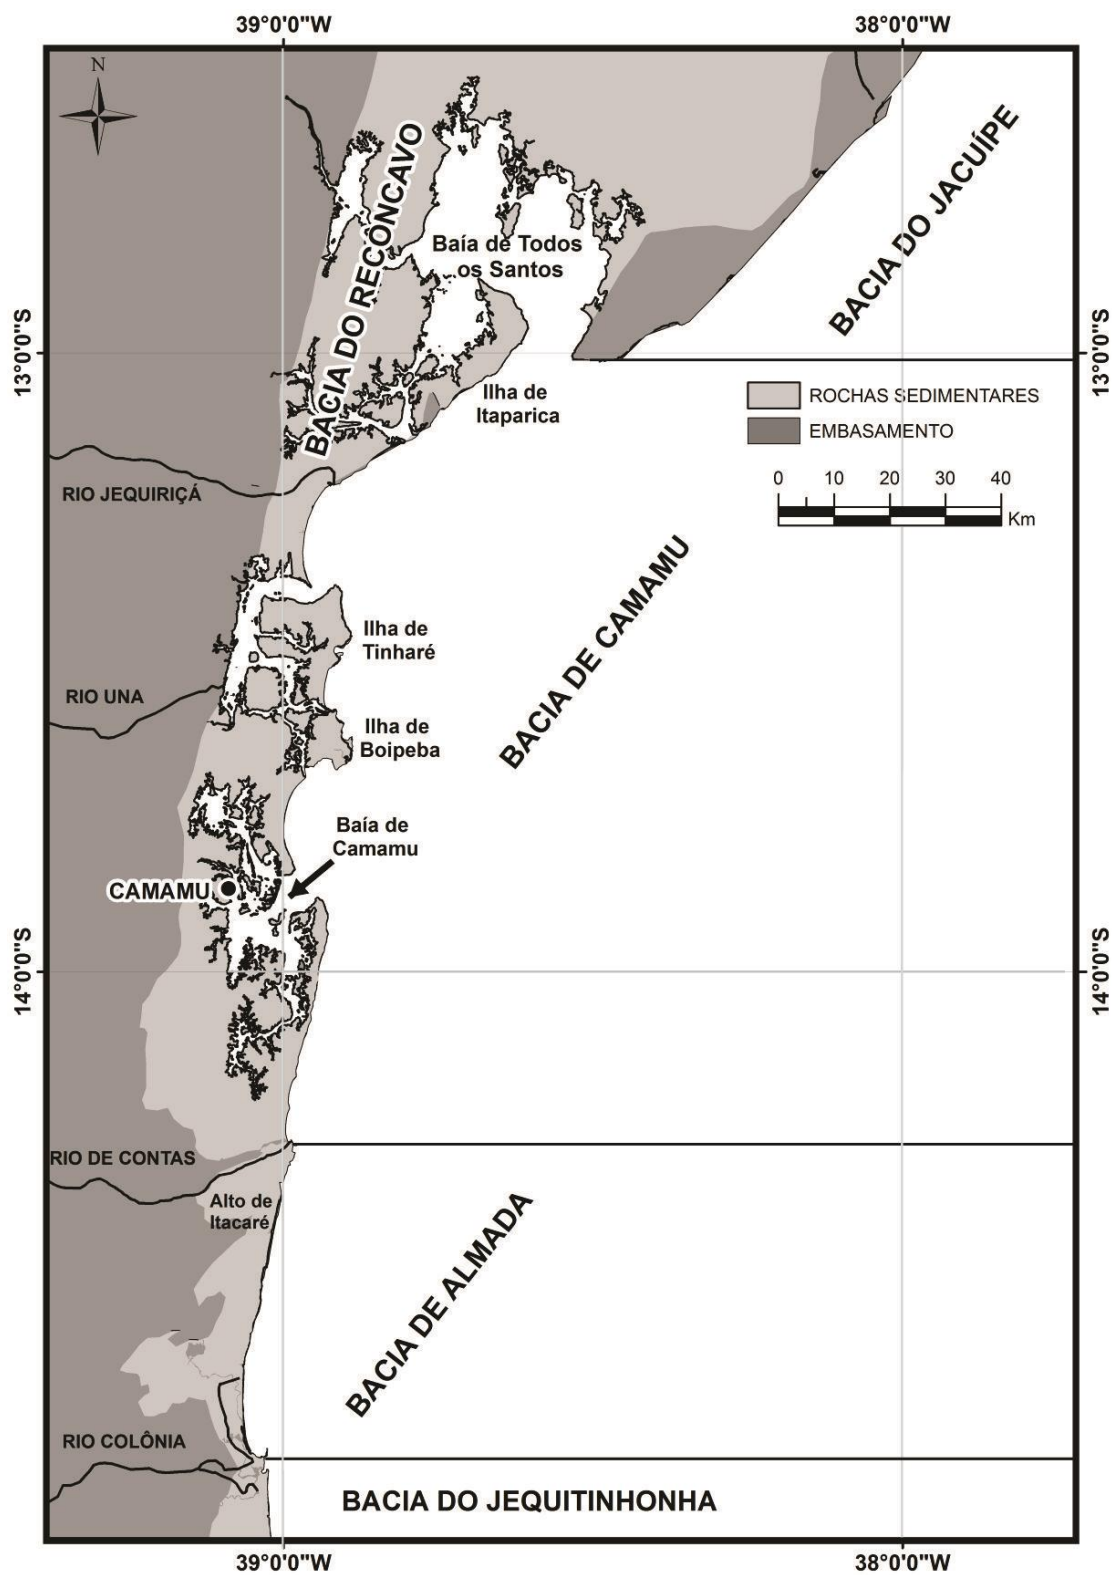 39°0'0"W
38°0'0"W
N
BACIA DO RECÔNCAVO
BACIA DO JACUÍPE
Baía de Todos
os Santos
13°0'0"S
13°0'0"S
Ilha de
Itaparica
ROCHAS SEDIMENTARES
EMBASAMENTO
0 10 20 30 40
Km
RIO JEQUIRIÇÁ
BACIA DE CAMAMU
Ilha de
Tinharé
RIO UNA
Ilha de
Boipeba
Baía de
Camamu
CAMAMU
14°0'0"S
14°0'0"S
RIO DE CONTAS
Alto de
Itacaré
BACIA DE ALMADA
RIO COLÔNIA
BACIA DO JEQUITINHONHA
39°0'0"W
38°0'0"W